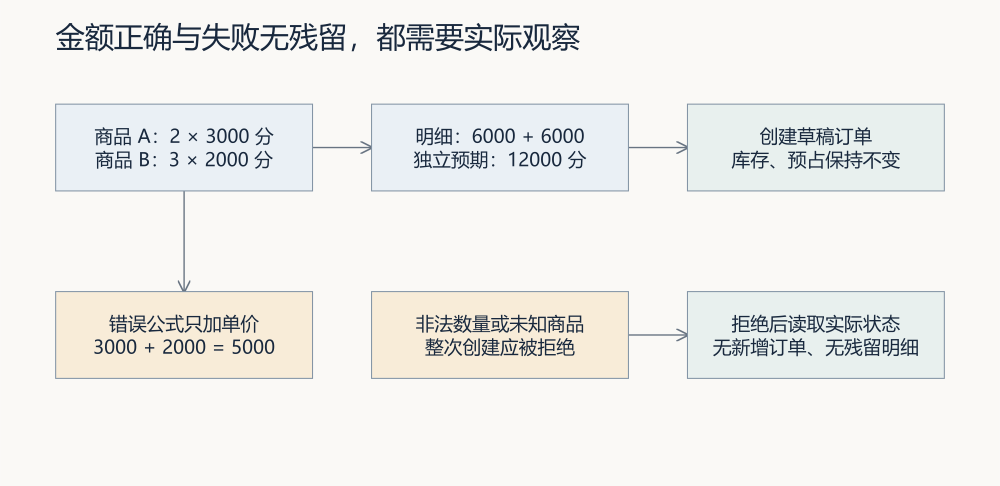 金额正确与失败无残留，都需要实际观察
商品 A：2 × 3000 分
商品 B：3 × 2000 分
明细：6000 + 6000
独立预期：12000 分
创建草稿订单
库存、预占保持不变
错误公式只加单价
3000 + 2000 = 5000
非法数量或未知商品
整次创建应被拒绝
拒绝后读取实际状态
无新增订单、无残留明细